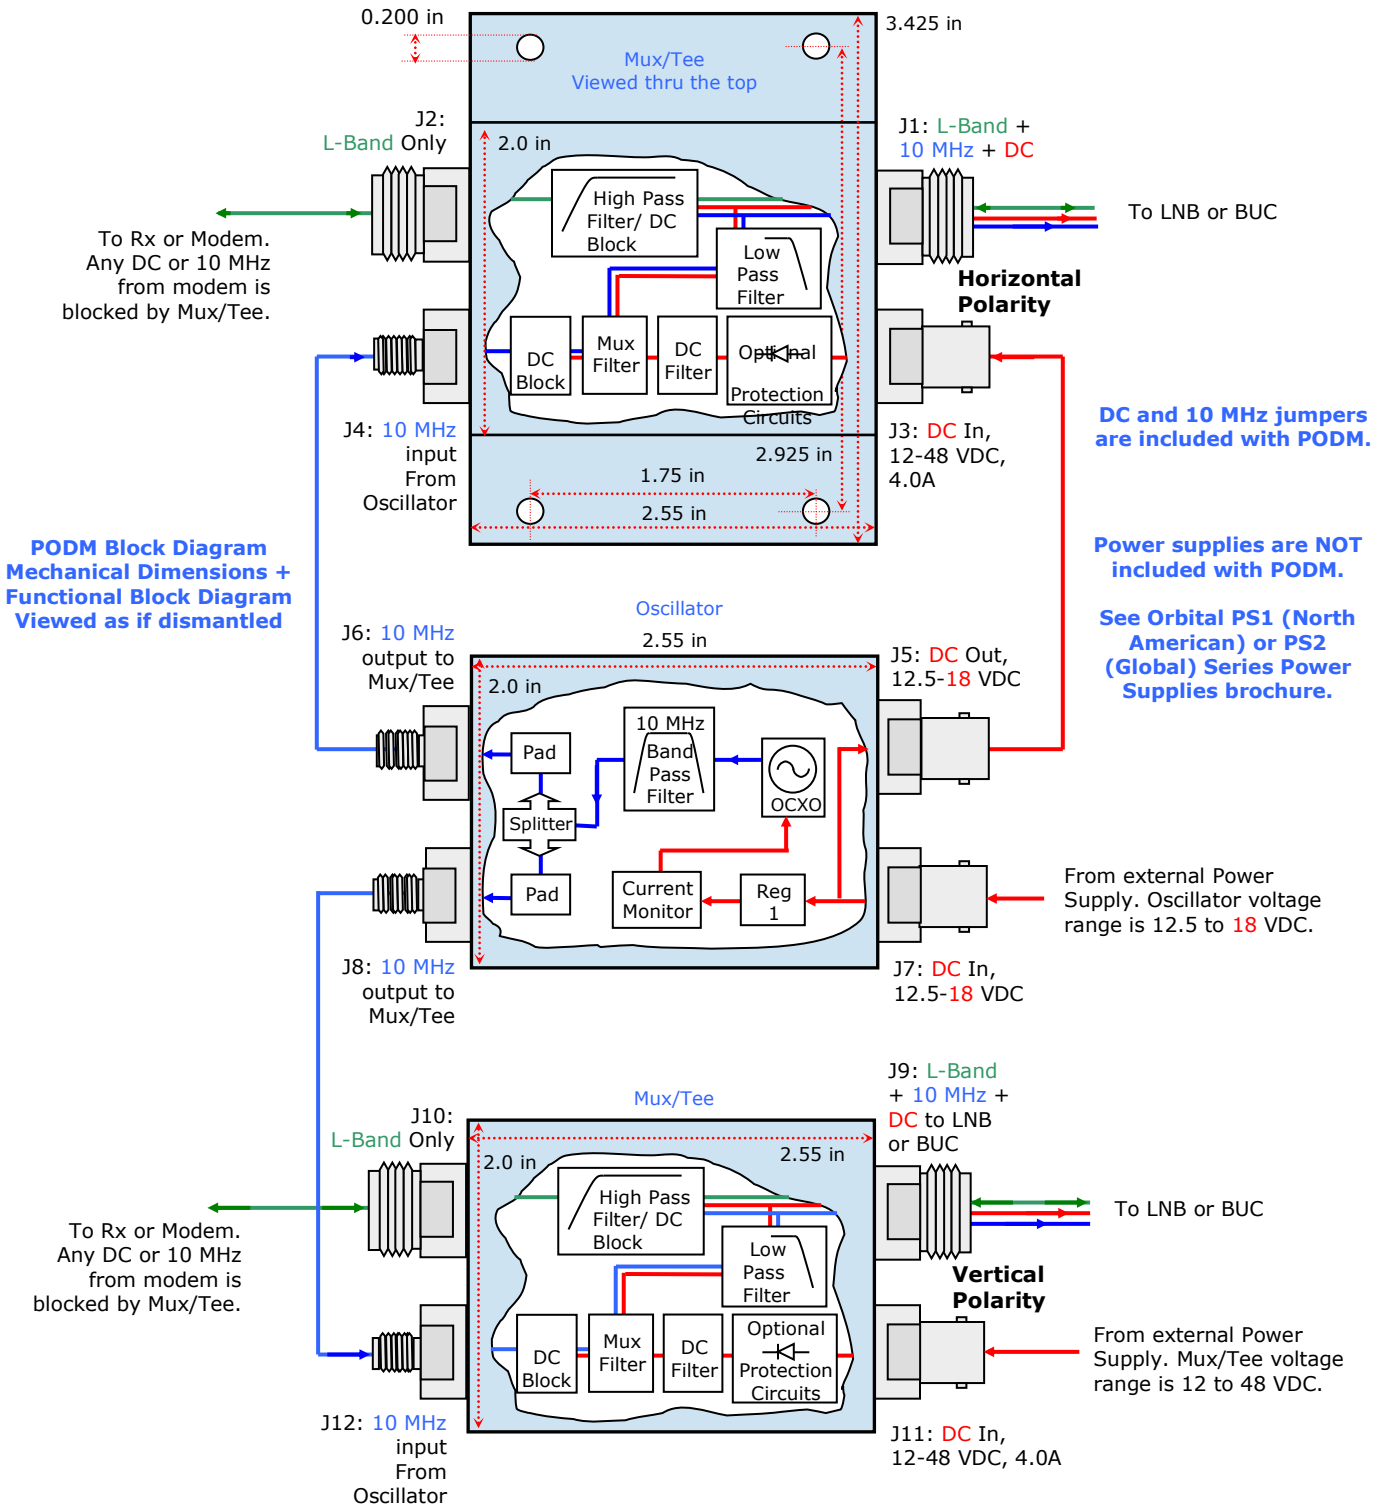 0.200 in
3.425 in
Mux/Tee
Viewed thru the top
J2:
L-Band Only
2.0 in
J1: L-Band +
10 MHz + DC
High Pass
Filter/ DC
Block
To LNB or BUC
To Rx or Modem.
Any DC or 10 MHz
from modem is
blocked by Mux/Tee.
Low
Pass
Filter
Horizontal
Polarity
DC
Block
Mux
Filter
DC
Filter
Optional
Protection
Circuits
J4: 10 MHz
input
From
Oscillator
J3: DC In,
12-48 VDC,
4.0A
DC and 10 MHz jumpers
are included with PODM.
2.925 in
1.75 in
2.55 in
PODM Block Diagram
Mechanical Dimensions +
Functional Block Diagram
Viewed as if dismantled
Power supplies are NOT
included with PODM.
See Orbital PS1 (North
American) or PS2
(Global) Series Power
Supplies brochure.
Oscillator
2.55 in
J6: 10 MHz
output to
Mux/Tee
2.0 in
J5: DC Out,
12.5-18 VDC
Pad
10 MHz
Band
Pass
Filter
OCXO
Splitter
Pad
Current
Monitor
Reg
1
From external Power
Supply. Oscillator voltage
range is 12.5 to 18 VDC.
J8: 10 MHz
output to
Mux/Tee
J7: DC In,
12.5-18 VDC
Mux/Tee
J10:
L-Band Only
J9: L-Band
+ 10 MHz +
DC to LNB
or BUC
2.0 in
2.55 in
High Pass
Filter/ DC
Block
To LNB or BUC
To Rx or Modem.
Any DC or 10 MHz
from modem is
blocked by Mux/Tee.
Low
Pass
Filter
Vertical
Polarity
DC
Block
Mux
Filter
DC
Filter
Optional
Protection
Circuits
From external Power
Supply. Mux/Tee voltage
range is 12 to 48 VDC.
J12: 10 MHz
input
From
Oscillator
J11: DC In,
12-48 VDC, 4.0A